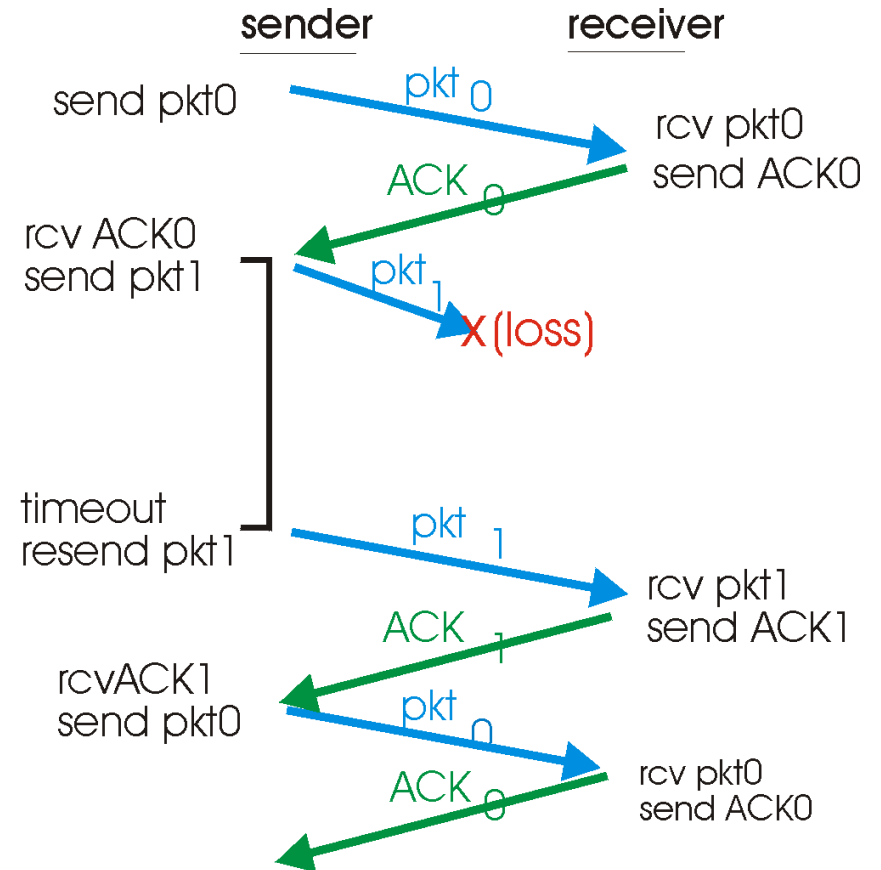 sender
receiver
send pkt0
pkt 0
rcv pkt0
send ACK0
ACK 0
rcv ACK0
send pkt1
pkt 1
X (loss)
timeout
resend pkt1
pkt 1
rcv pkt1
send ACK1
ACK 1
rcvACK1
send pkt0
pkt 0
rcv pkt0
send ACK0
ACK 0